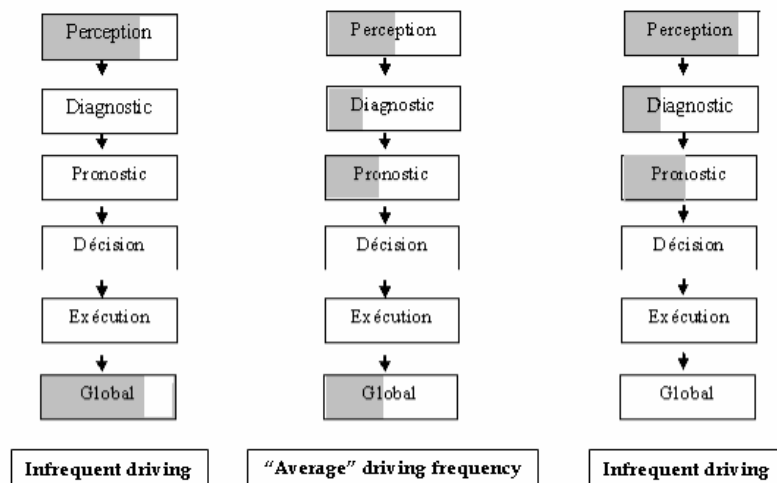 Perception
Diagnostic
Pronostic
Décision
Exécution
Global
Infrequent driving
Perception
Diagnostic
Pronostic
Décision
Exécution
Global
“Average” driving frequency
Perception
Diagnostic
Pronostic
Décision
Exécution
Global
Infrequent driving